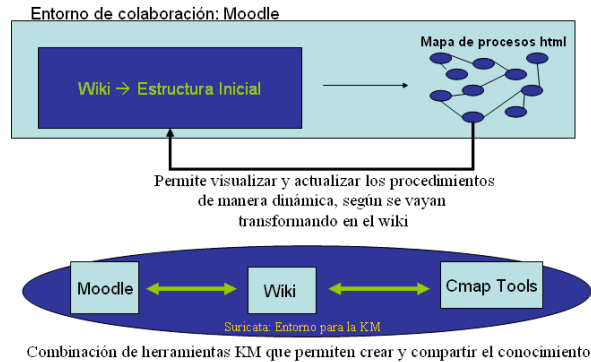 Entorno de colaboración: Moodle
Mapa de procesos html
Wiki → Estructura Inicial
Permite visualizar y actualizar los procedimientos
de manera dinámica, según se vayan
transformando en el wiki
Moodle
Wiki
Cmap Tools
Suricata: Entorno para la KM
Combinación de herramientas KM que permiten crear y compartir el conocimiento